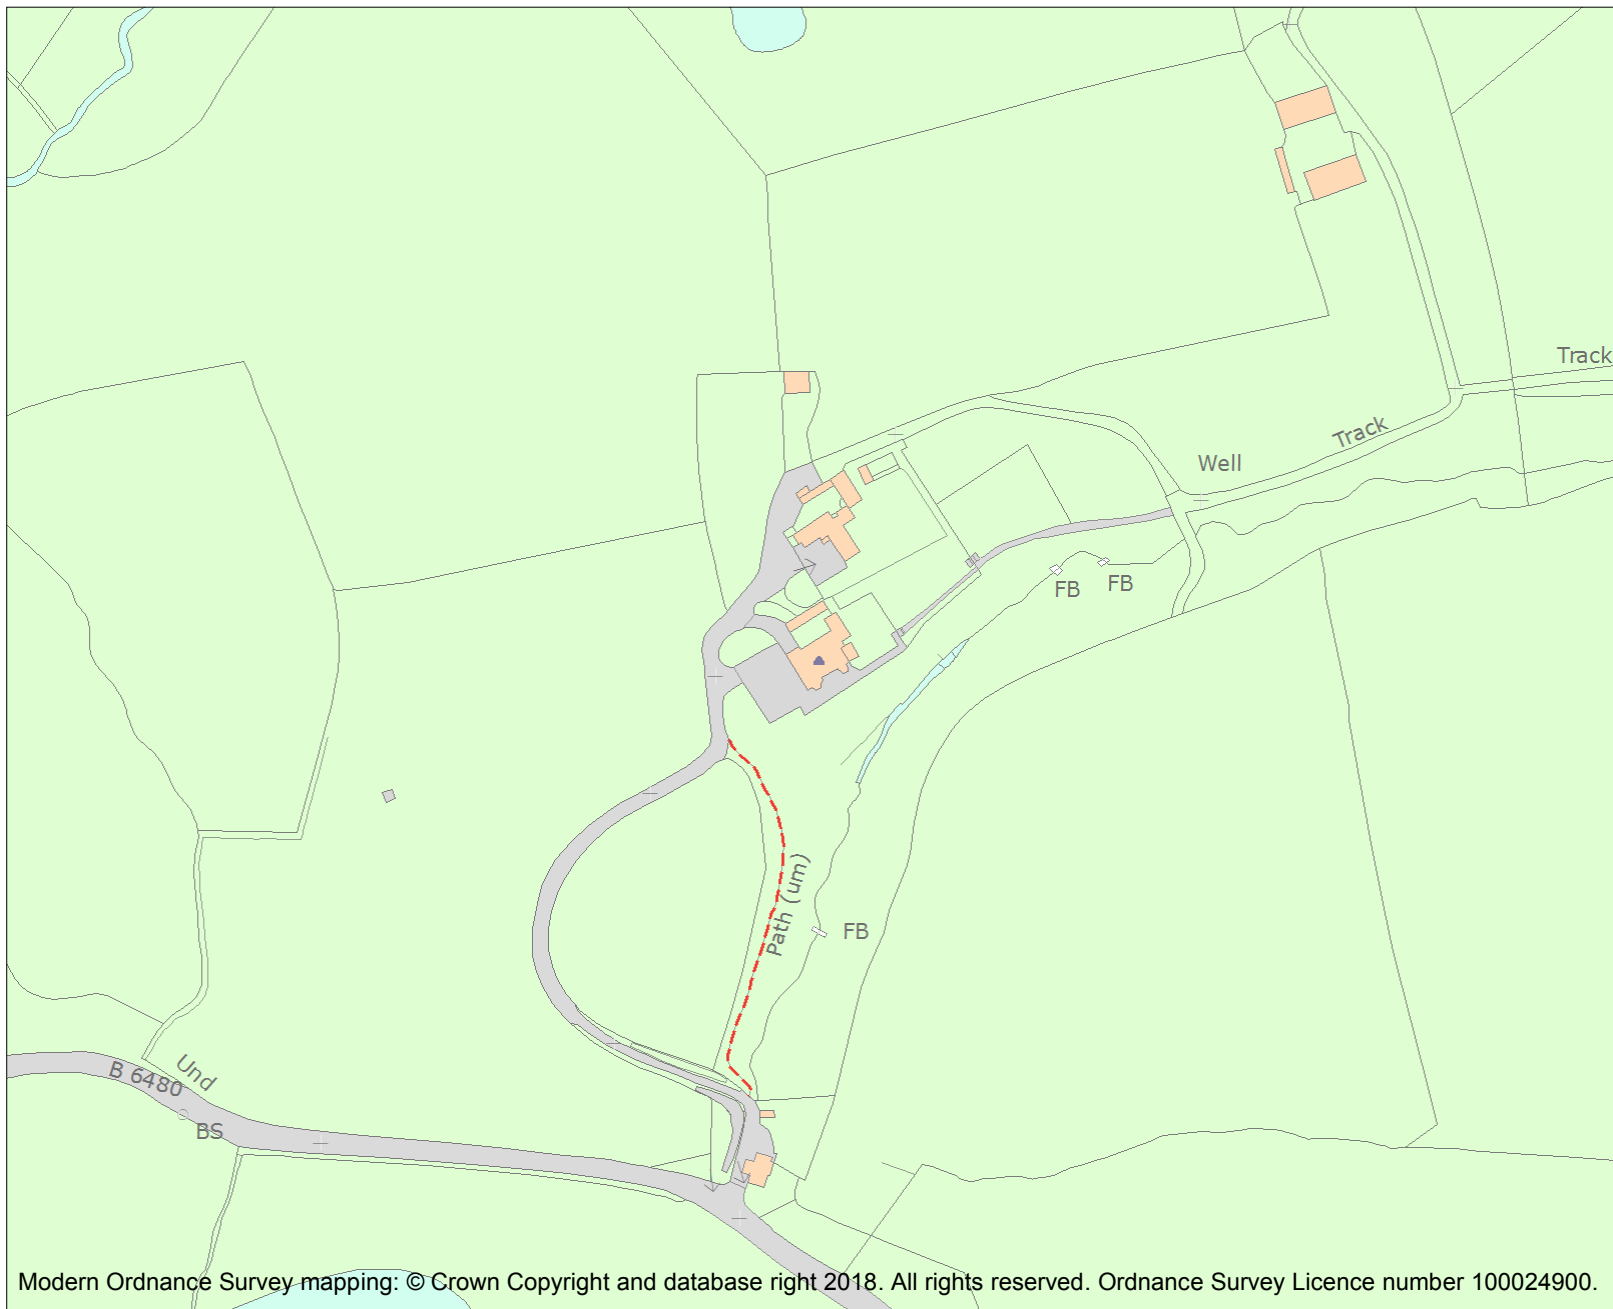 Track
Track
Well
FB
FB
Path (um)
FB
Und
B 6480
BS
Modern Ordnance Survey mapping: © Crown Copyright and database right 2018. All rights reserved. Ordnance Survey Licence number 100024900.